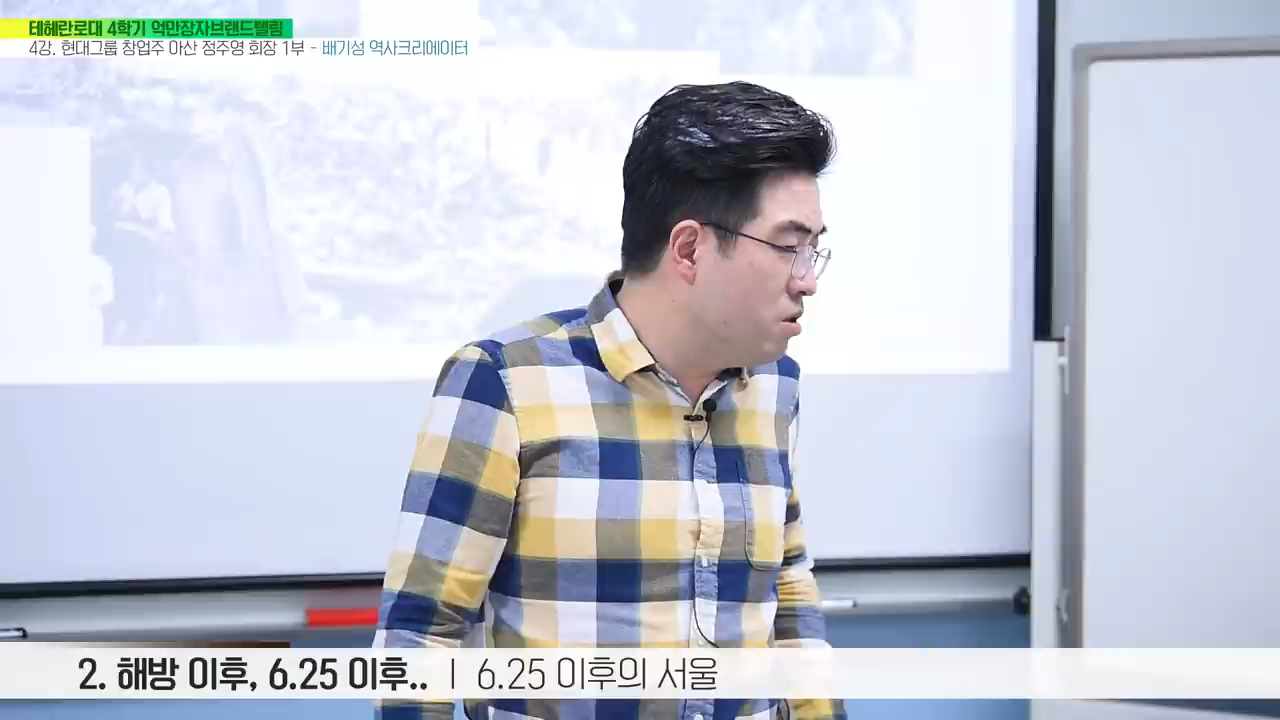 테헤란로대 4학기 억만장자브랜드텔링
4강. 현대그룹 창업주 아산 정주영 회장 1부 - 배기성 역사크리에이터
2. 해방 이후, 6.25 이후.. | 6.25 이후의 서울